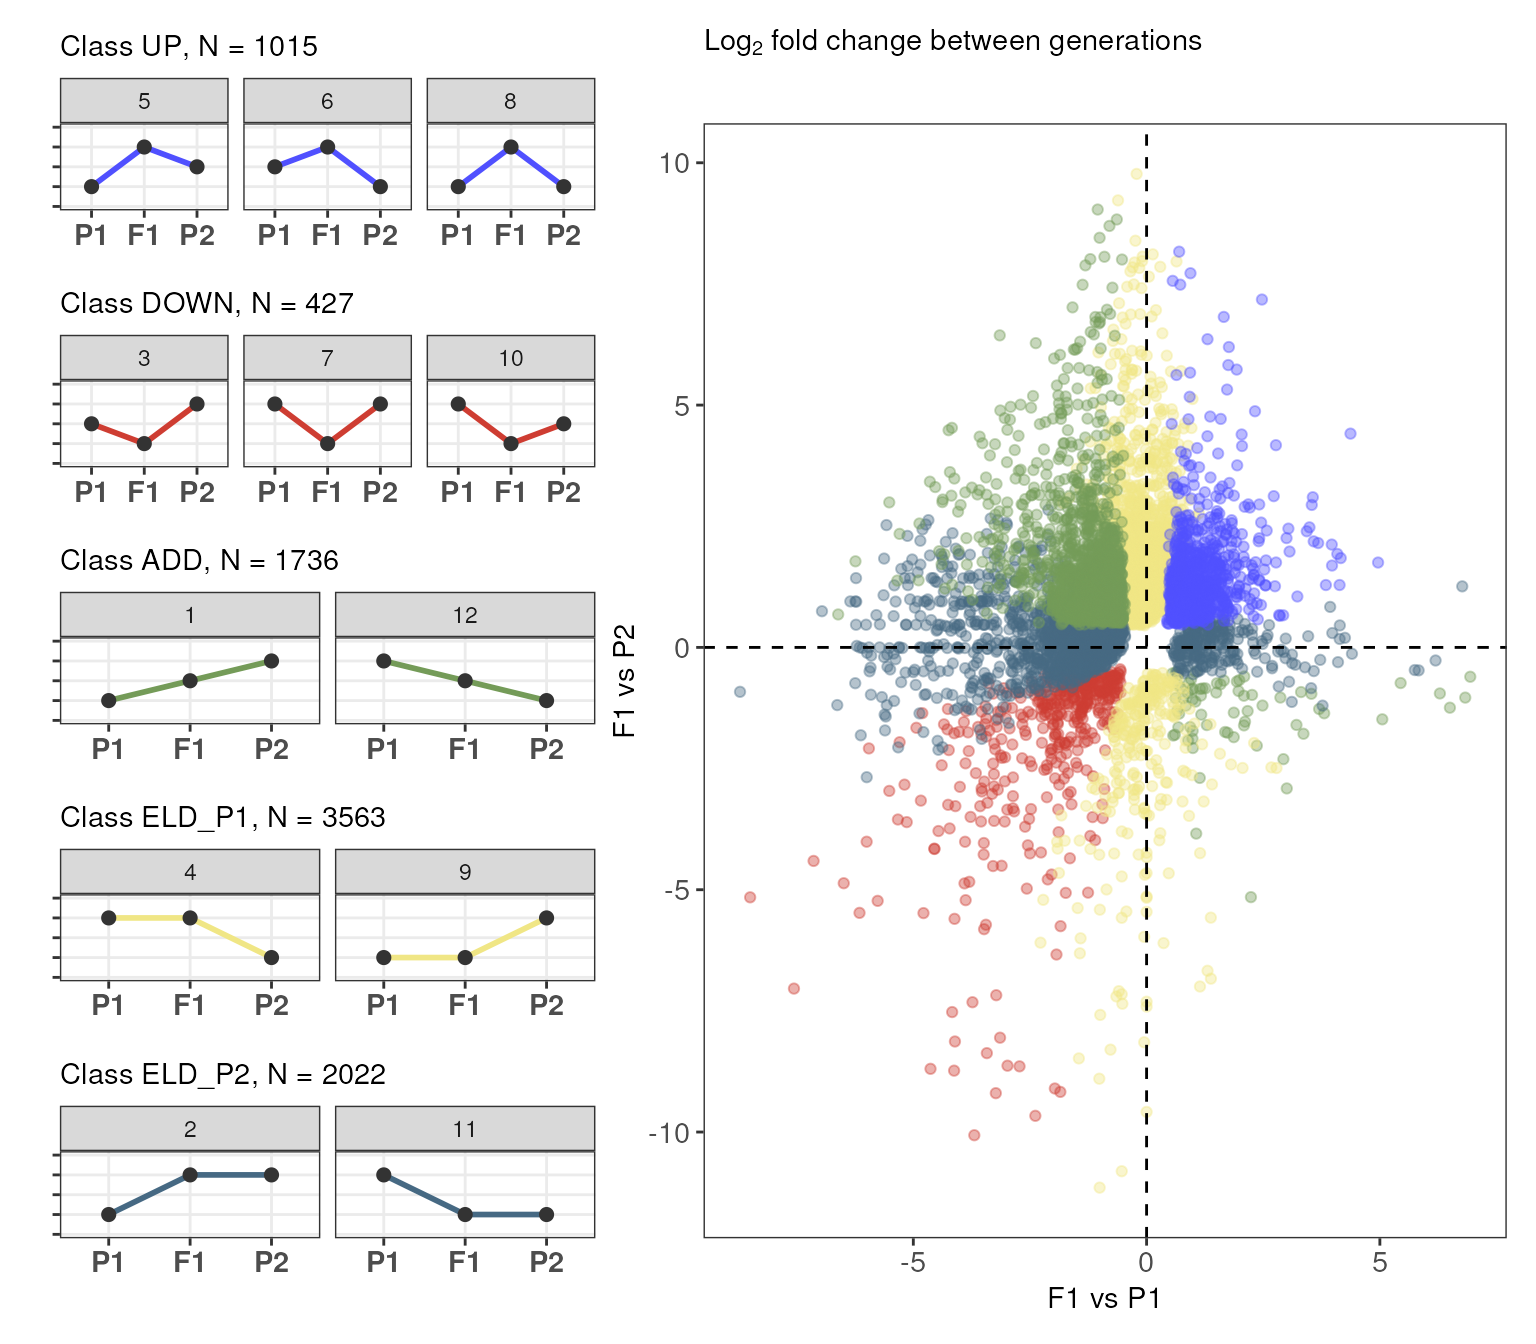 Class UP, N = 1015
5 6 8
P1 F1 P2 P1 F1 P2 P1 F1 P2
Class DOWN, N = 427
3 7 10
P1 F1 P2 P1 F1 P2 P1 F1 P2
Class ADD, N = 1736
1 12
P1 F1 P2 P1 F1 P2
Class ELD_P1, N = 3563
4 9
P1 F1 P2 P1 F1 P2
Class ELD_P2, N = 2022
2 11
P1 F1 P2 P1 F1 P2
Log₂ fold change between generations
F1 vs P2
10
5
0
-5
-10
-5 0 5
F1 vs P1